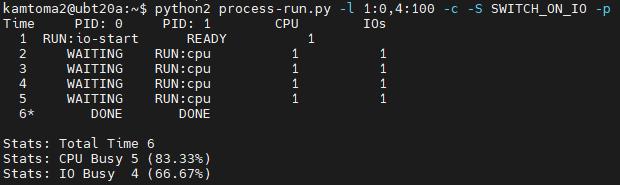 kamtoma2@ubt20a:~$ python2 process-run.py -l 1:0,4:100 -c -S SWITCH_ON_IO -p
Time     PID: 0     PID: 1        CPU        IOs
  1  RUN:io-start      READY          1
  2     WAITING    RUN:cpu          1          1
  3     WAITING    RUN:cpu          1          1
  4     WAITING    RUN:cpu          1          1
  5     WAITING    RUN:cpu          1          1
  6*       DONE       DONE

Stats: Total Time 6
Stats: CPU Busy 5 (83.33%)
Stats: IO Busy  4 (66.67%)